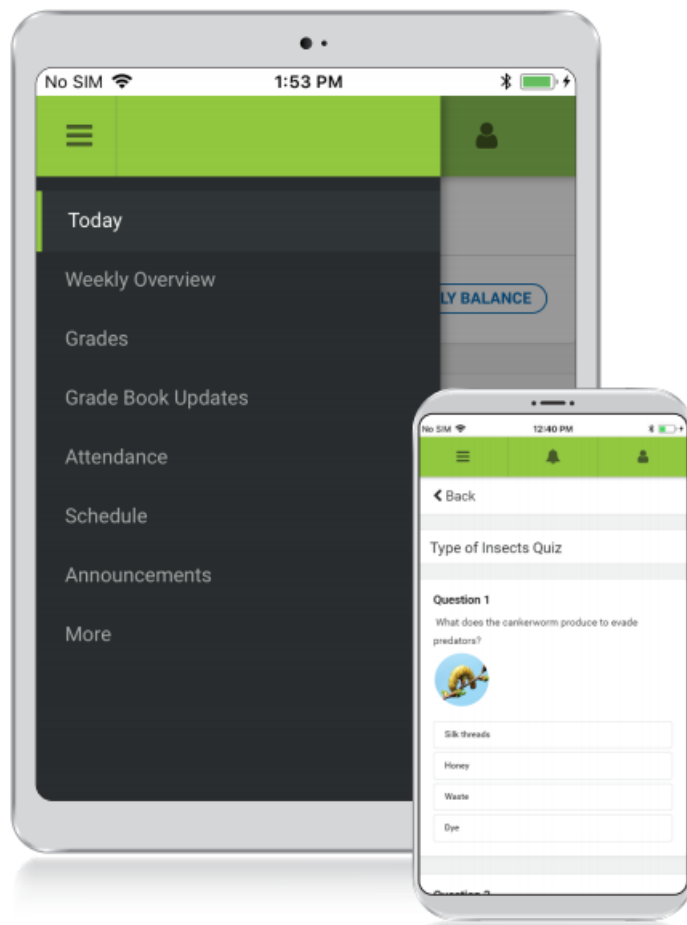 No SIM 1:53 PM
Today
Weekly Overview
LY BALANCE
Grades
Grade Book Updates
Attendance
Schedule
Announcements
More
No SIM 12:40 PM
Back
Type of Insects Quiz
Question 1
What does the cankerworm produce to evade
predators?
Silk threads
Honey
Waste
Dye
Question 2